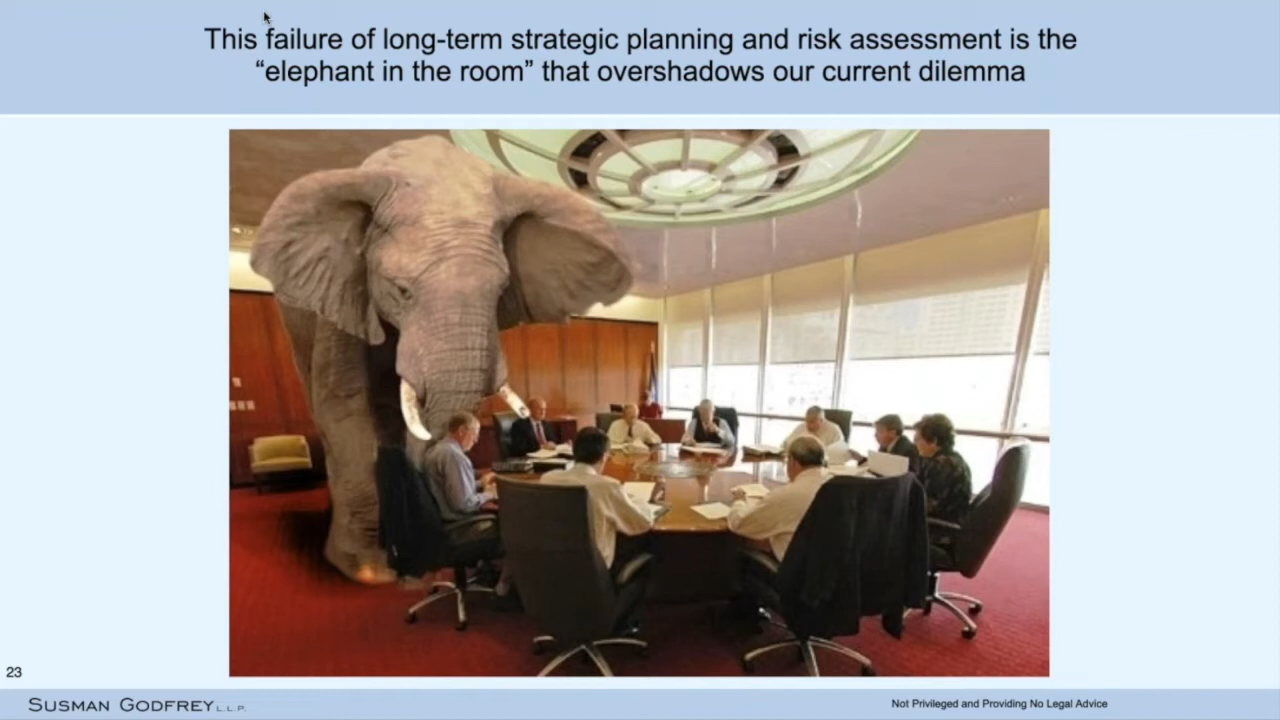 This failure of long-term strategic planning and risk assessment is the
“elephant in the room” that overshadows our current dilemma
23
SUSMAN GODFREY L.L.P.
Not Privileged and Providing No Legal Advice